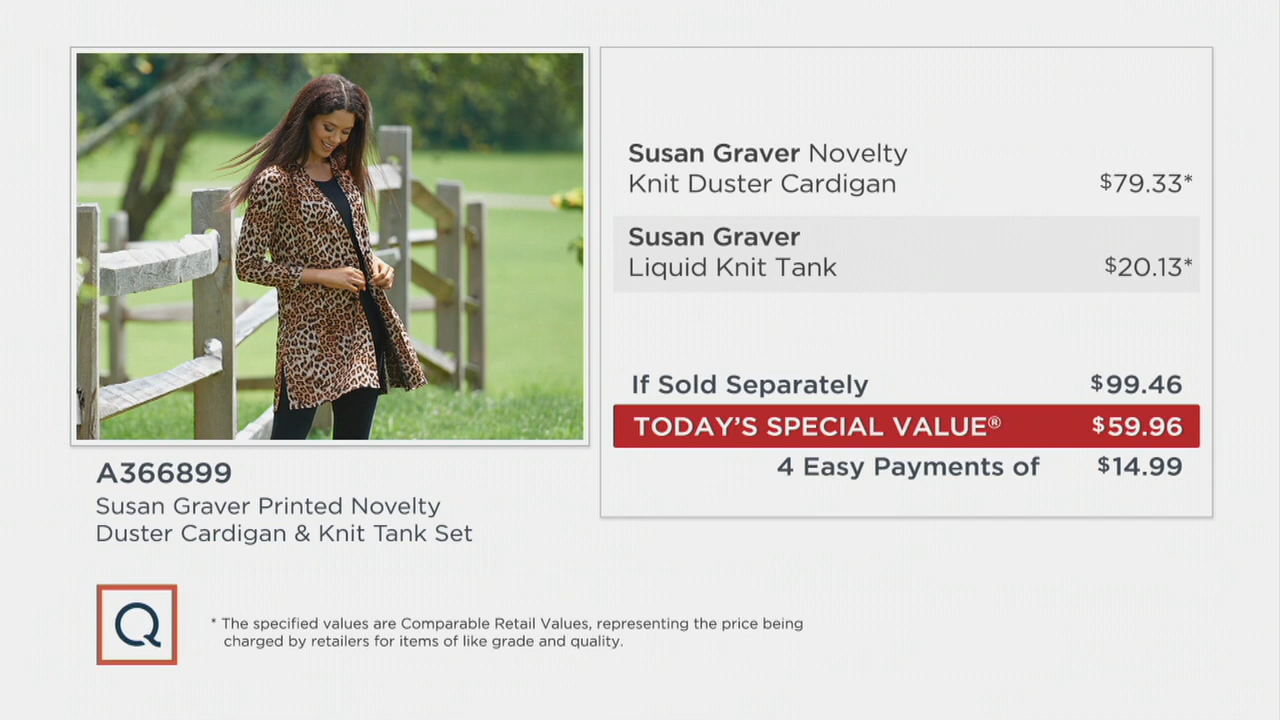 Susan Graver Novelty
Knit Duster Cardigan $79.33*
Susan Graver
Liquid Knit Tank $20.13*
If Sold Separately $99.46
TODAY'S SPECIAL VALUE® $59.96
4 Easy Payments of $14.99
A366899
Susan Graver Printed Novelty
Duster Cardigan & Knit Tank Set
Q
* The specified values are Comparable Retail Values, representing the price being
charged by retailers for items of like grade and quality.